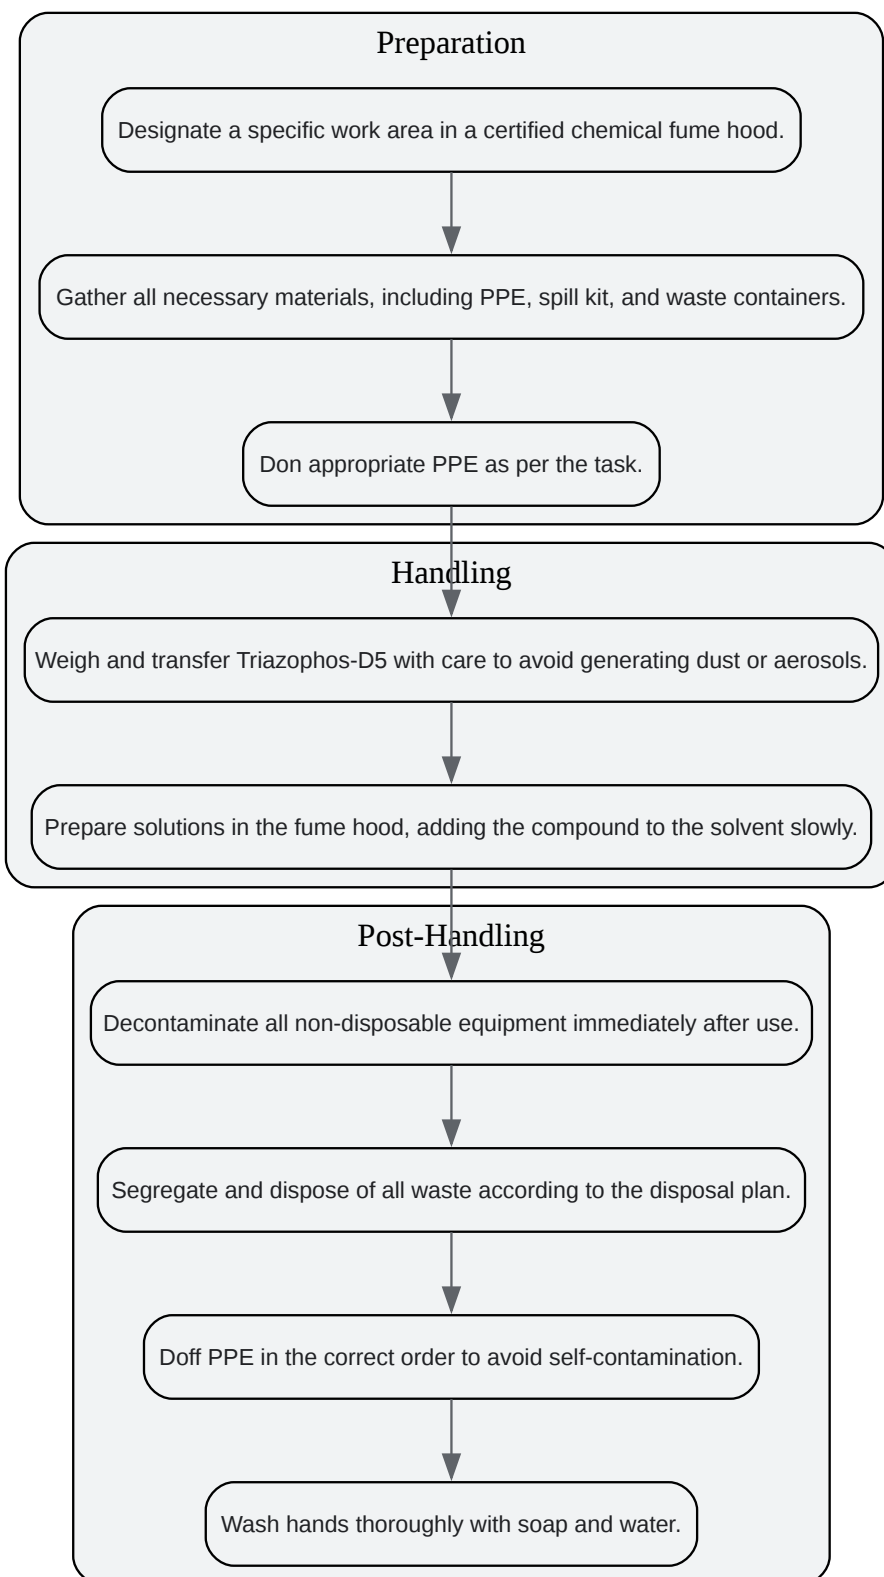 Preparation
Designate a specific work area in a certified chemical fume hood.
Gather all necessary materials, including PPE, spill kit, and waste containers.
Don appropriate PPE as per the task.
Handling
Weigh and transfer Triazophos-D5 with care to avoid generating dust or aerosols.
Prepare solutions in the fume hood, adding the compound to the solvent slowly.
Post-Handling
Decontaminate all non-disposable equipment immediately after use.
Segregate and dispose of all waste according to the disposal plan.
Doff PPE in the correct order to avoid self-contamination.
Wash hands thoroughly with soap and water.